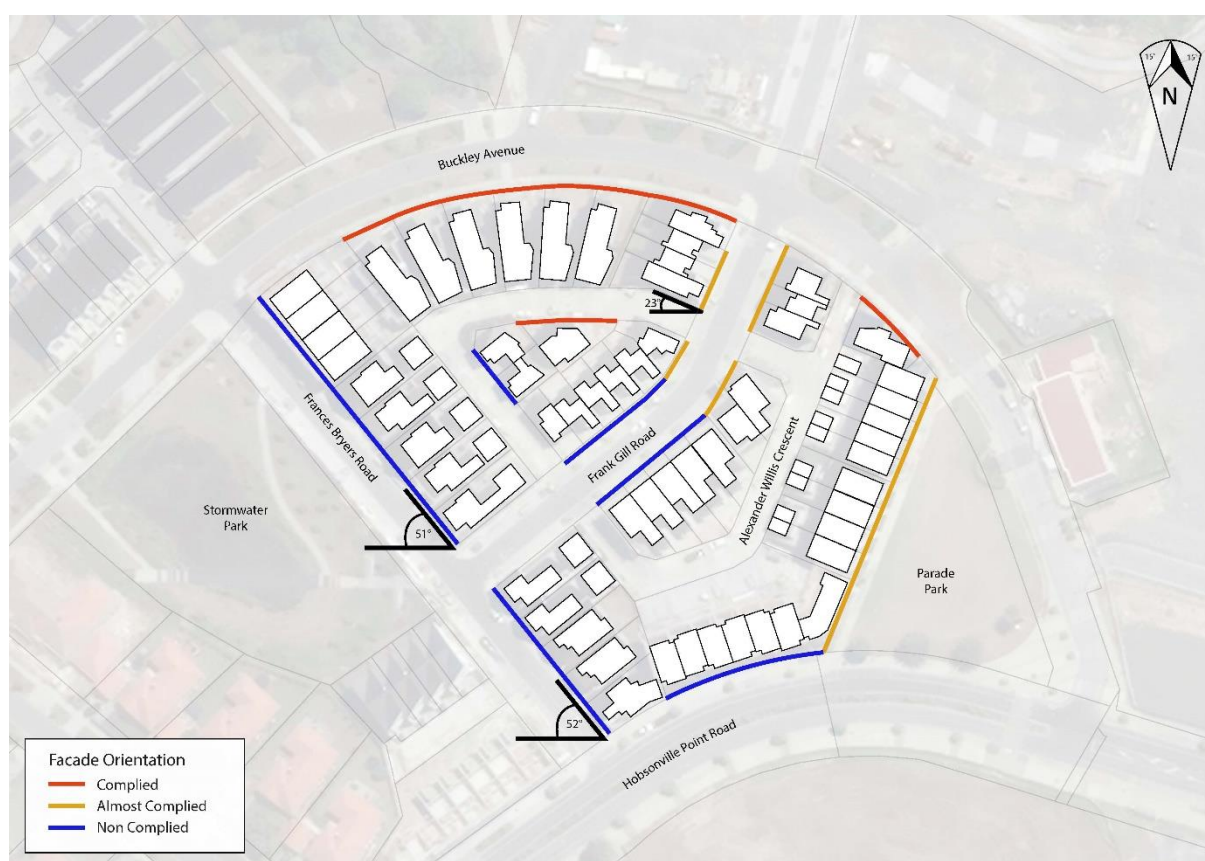 15° 15°
N
Buckley Avenue
23°
Frances Bryers Road
Frank Gill Road
Alexander Willis Crescent
Stormwater
Park
51°
Parade
Park
52°
Hobsonville Point Road
Facade Orientation
Complied
Almost Complied
Non Complied